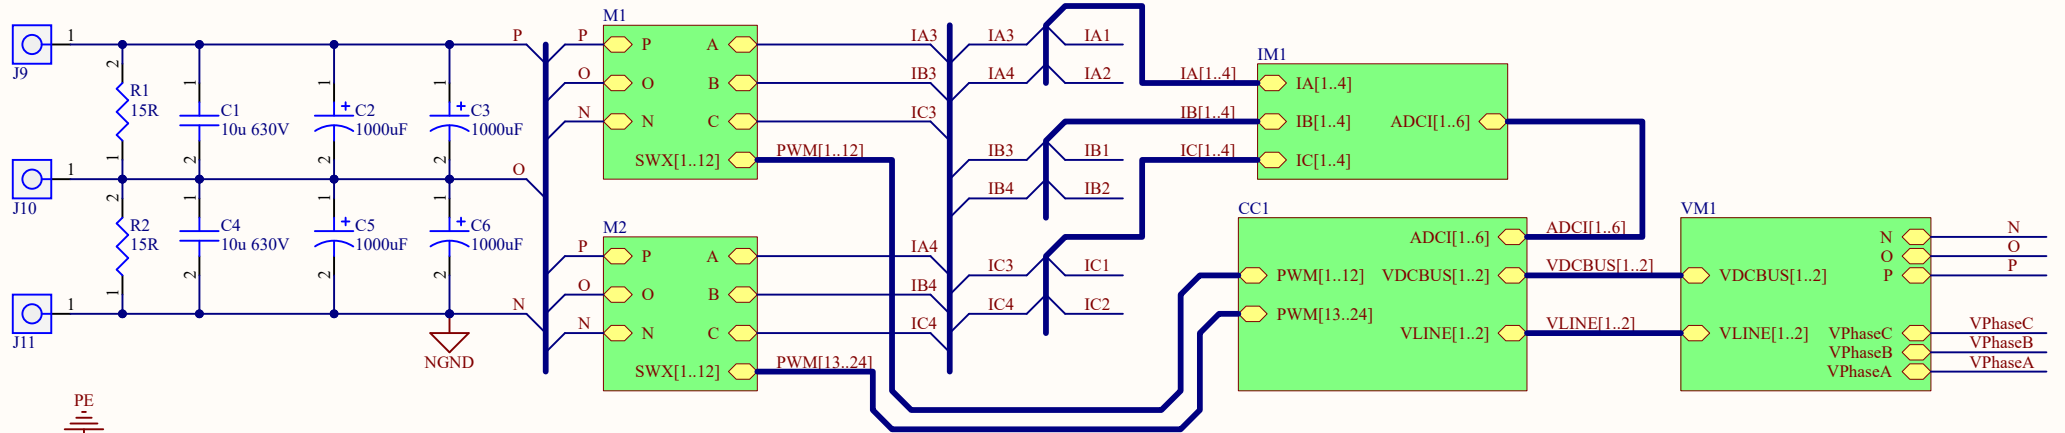 J9
1
2
R1
15R
1
1
C1
10u 630V
2
1
C2
1000uF
2
1
C3
1000uF
2
P
J10
1
2
R2
15R
1
1
C4
10u 630V
2
1
C5
1000uF
2
1
C6
1000uF
2
O
J11
1
N
NGND
PE
M1
P
O
N
P
O
N
A
B
C
SWX[1..12]
IA3
IB3
IC3
PWM[1..12]
M2
P
O
N
P
O
N
A
B
C
SWX[1..12]
IA4
IB4
IC4
PWM[13..24]
IA3
IA1
IA4
IA2
IB3
IB1
IB4
IB2
IC3
IC1
IC4
IC2
IM1
IA[1..4]
IA[1..4]
IB[1..4]
IB[1..4]
IC[1..4]
IC[1..4]
ADCI[1..6]
CC1
PWM[1..12]
PWM[13..24]
ADCI[1..6]
VDCBUS[1..2]
VLINE[1..2]
ADCI[1..6]
VDCBUS[1..2]
VLINE[1..2]
VM1
VDCBUS[1..2]
VLINE[1..2]
N
O
P
VPhaseC
VPhaseB
VPhaseA
N
O
P
VPhaseC
VPhaseB
VPhaseA